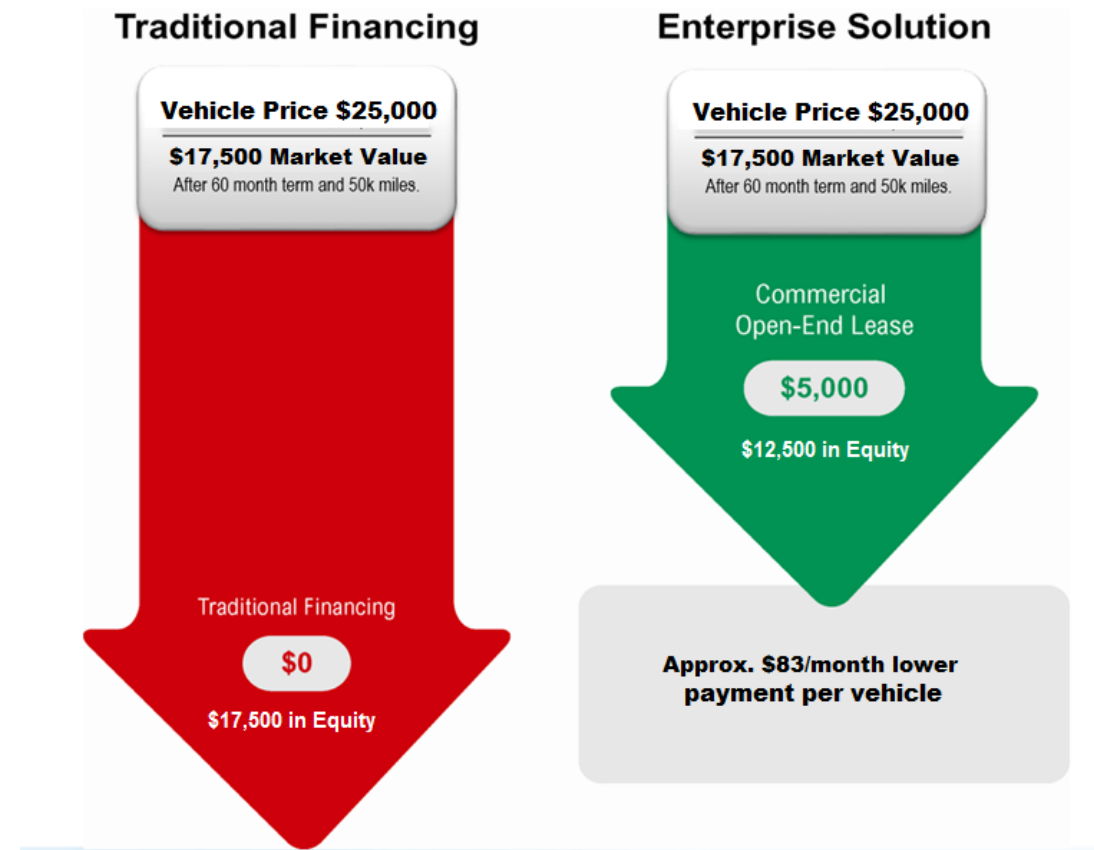 Traditional Financing
Vehicle Price $25,000
$17,500 Market Value
After 60 month term and 50k miles.
Traditional Financing
$0
$17,500 in Equity
Enterprise Solution
Vehicle Price $25,000
$17,500 Market Value
After 60 month term and 50k miles.
Commercial
Open-End Lease
$5,000
$12,500 in Equity
Approx. $83/month lower
payment per vehicle